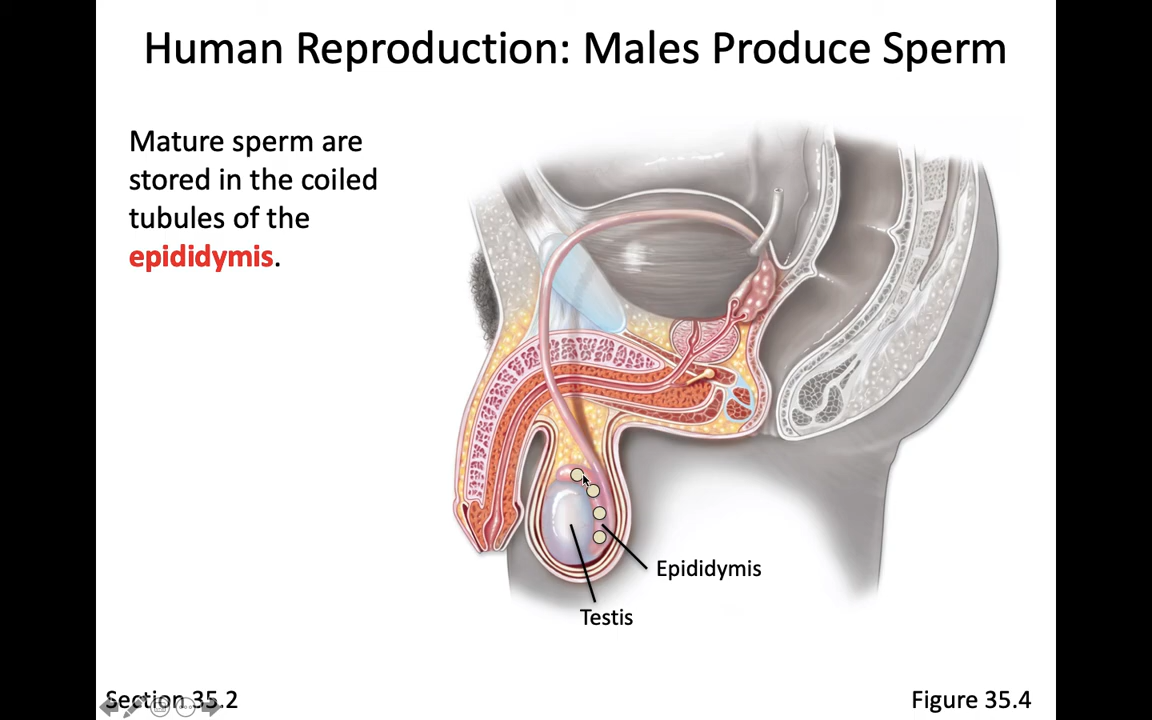 Human Reproduction: Males Produce Sperm
Mature sperm are
stored in the coiled
tubules of the
epididymis.
Epididymis
Testis
Section 35.2
Figure 35.4